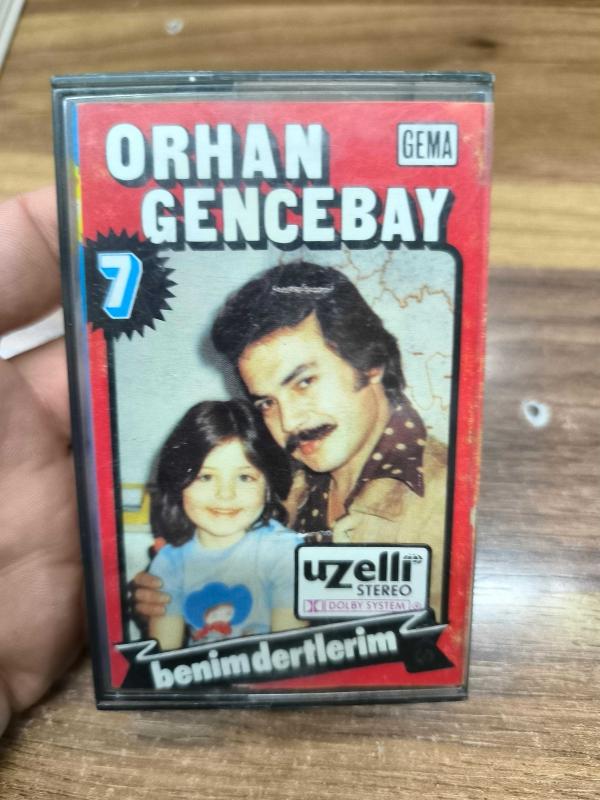 ORHAN
GEMA
GENCEBAY
7
uzelli
STEREO
DOLBY SYSTEM
benimdertlerim